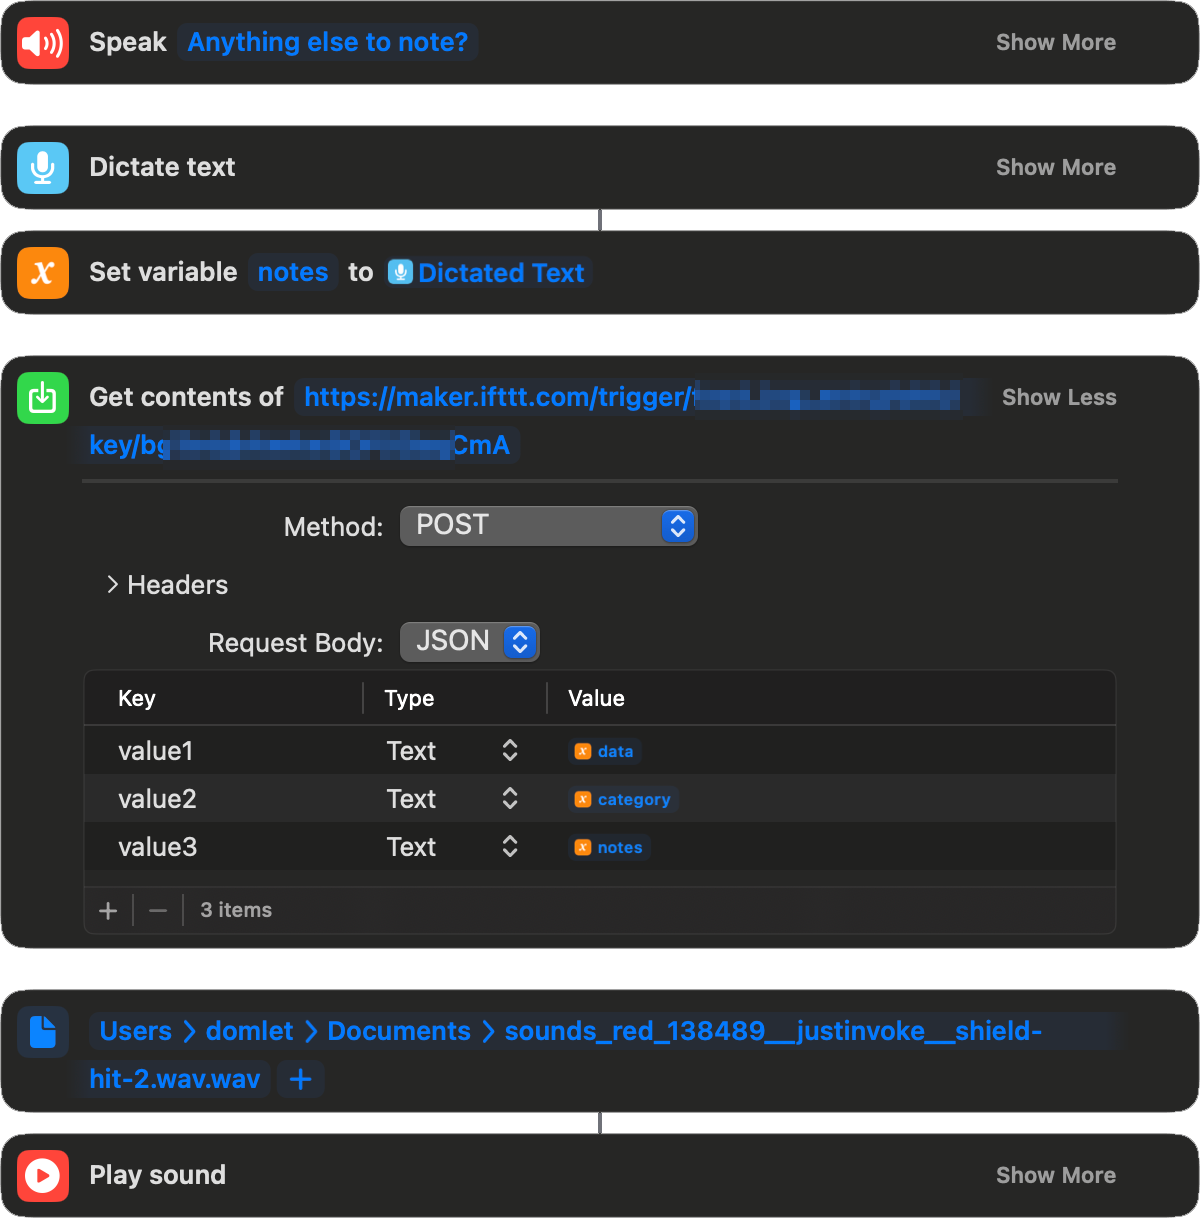 Speak Anything else to note? Show More
Dictate text Show More
Set variable notes to Dictated Text
Get contents of https://maker.ifttt.com/trigger/ Show Less
key/bg CmA
Method: POST
Headers
Request Body: JSON
Key Type Value
value1 Text data
value2 Text category
value3 Text notes
3 items
Users > domlet > Documents > sounds_red_138489__justinvoke__shield-
hit-2.wav.wav +
Play sound Show More